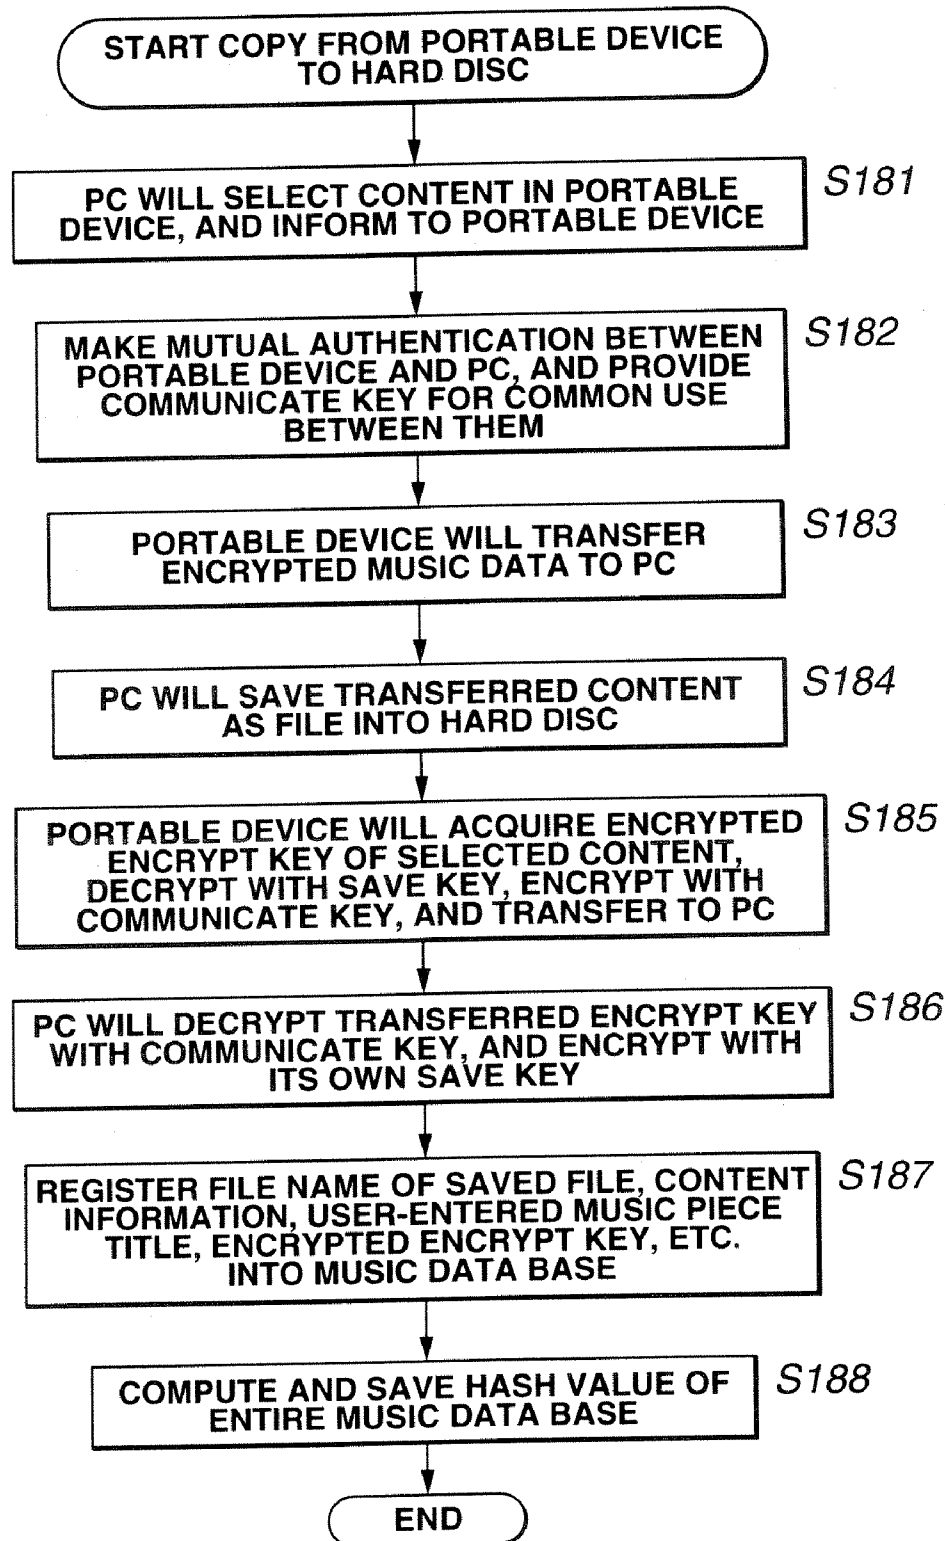 START COPY FROM PORTABLE DEVICE
TO HARD DISC
PC WILL SELECT CONTENT IN PORTABLE
DEVICE, AND INFORM TO PORTABLE DEVICE
S181
MAKE MUTUAL AUTHENTICATION BETWEEN
PORTABLE DEVICE AND PC, AND PROVIDE
COMMUNICATE KEY FOR COMMON USE
BETWEEN THEM
S182
PORTABLE DEVICE WILL TRANSFER
ENCRYPTED MUSIC DATA TO PC
S183
PC WILL SAVE TRANSFERRED CONTENT
AS FILE INTO HARD DISC
S184
PORTABLE DEVICE WILL ACQUIRE ENCRYPTED
ENCRYPT KEY OF SELECTED CONTENT,
DECRYPT WITH SAVE KEY, ENCRYPT WITH
COMMUNICATE KEY, AND TRANSFER TO PC
S185
PC WILL DECRYPT TRANSFERRED ENCRYPT KEY
WITH COMMUNICATE KEY, AND ENCRYPT WITH
ITS OWN SAVE KEY
S186
REGISTER FILE NAME OF SAVED FILE, CONTENT
INFORMATION, USER-ENTERED MUSIC PIECE
TITLE, ENCRYPTED ENCRYPT KEY, ETC.
INTO MUSIC DATA BASE
S187
COMPUTE AND SAVE HASH VALUE OF
ENTIRE MUSIC DATA BASE
S188
END